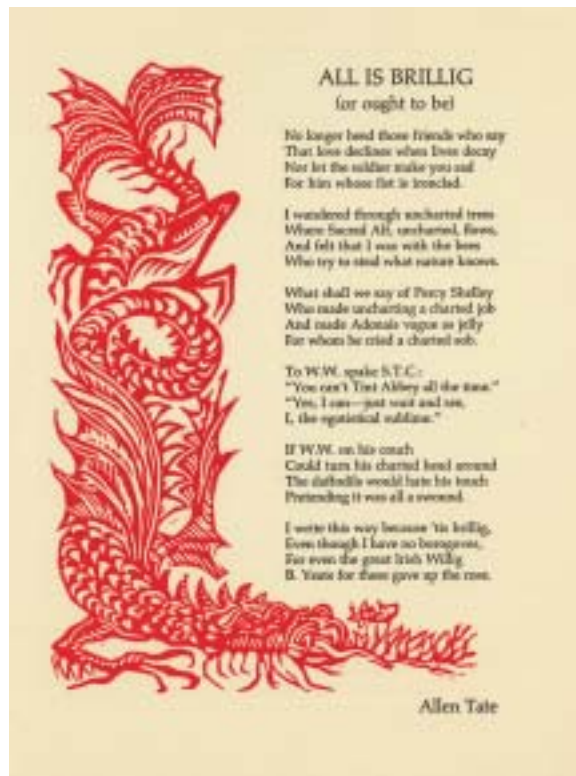 ALL IS BRILLIG
(or ought to be)
No longer heed those friends who say
That love declines when lives decay
Nor let the soldier make you sad
For him whose fist is ironclad.
I wandered through uncharted trees
Where Sacred Alf, uncharted, flows,
And felt that I was with the bees
Who try to steal what nature knows.
What shall we say of Percy Shelley
Who made uncharting a charted job
And made Adonais vague as jelly
For whom he cried a charted sob.
To W.W. spake S.T.C.:
"You can't Tint Abbey all the time."
"Yes, I can—just wait and see,
I, the egotistical sublime."
If W.W. on his couch
Could turn his charted head around
The daffodils would hate his touch
Pretending it was all a swound.
I write this way because 'tis brillig,
Even though I have no borogoves,
For even the great Irish Willig
B. Yeats for these gave up the rose.
Allen Tate